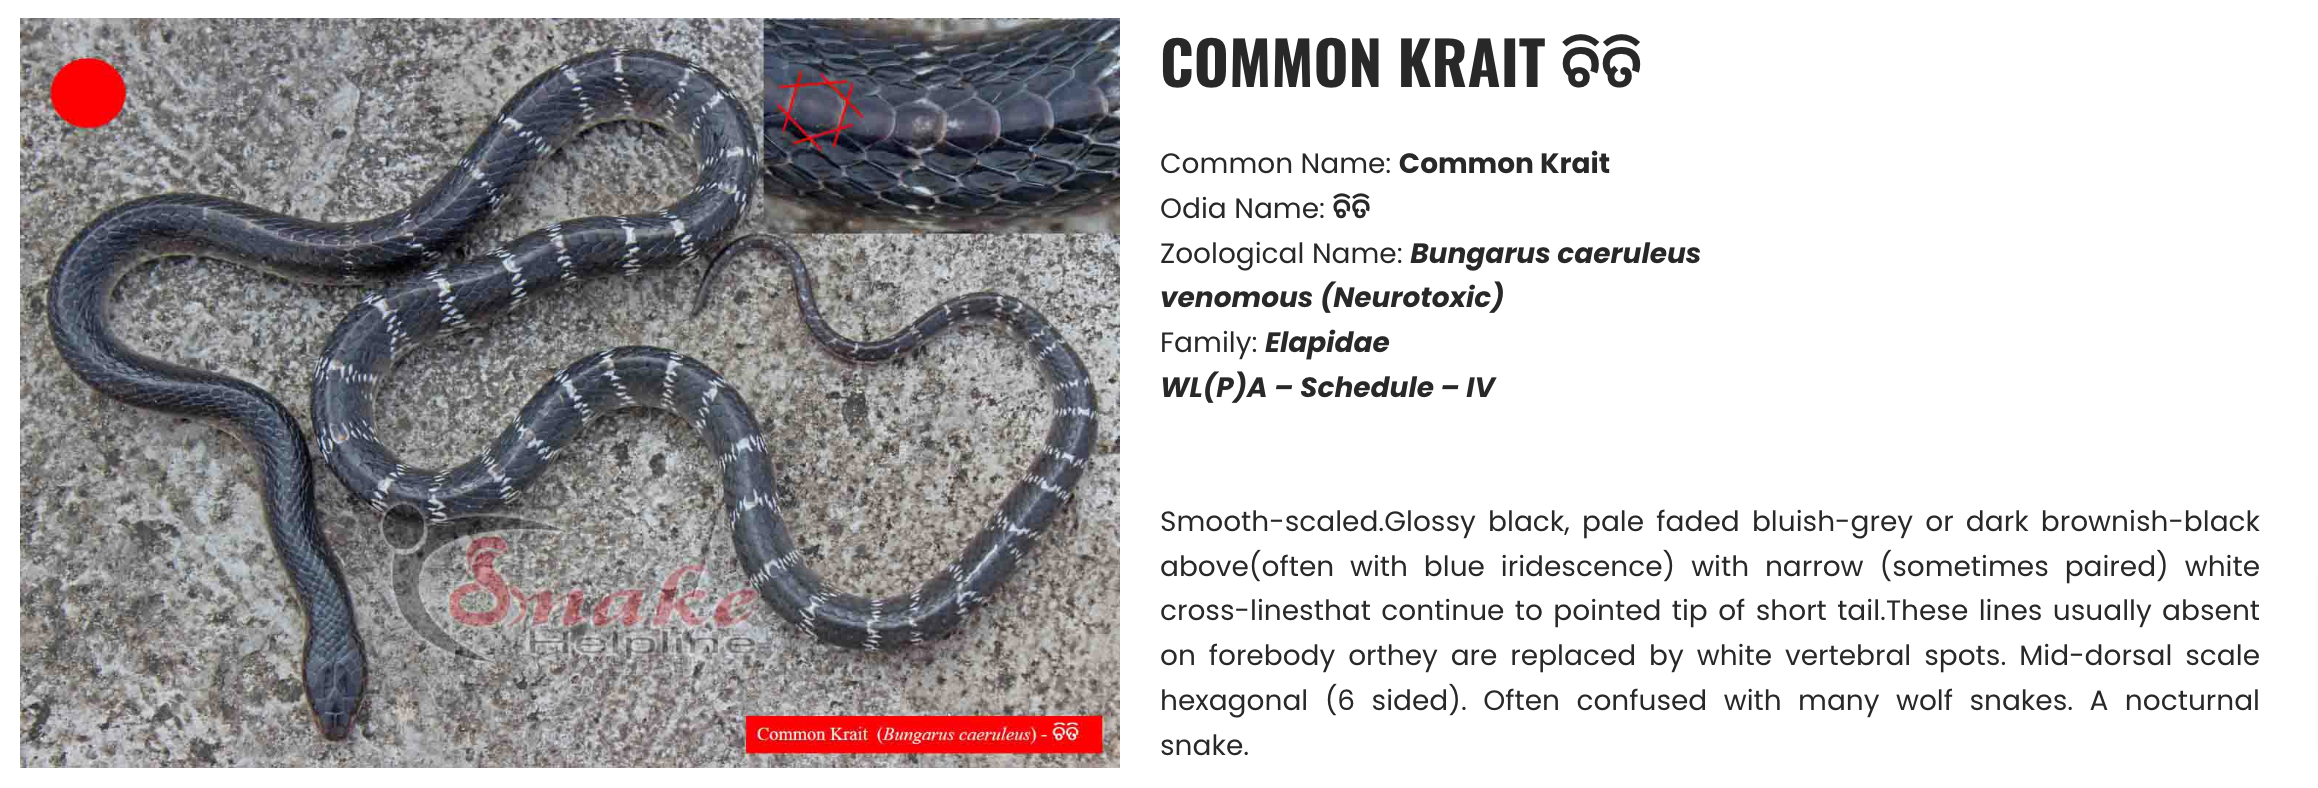 Snake
Helpline
Common Krait (Bungarus caeruleus) - ଚିତି
COMMON KRAIT ଚିତି
Common Name: Common Krait
Odia Name: ଚିତି
Zoological Name: Bungarus caeruleus
venomous (Neurotoxic)
Family: Elapidae
WL(P)A – Schedule – IV
Smooth-scaled.Glossy black, pale faded bluish-grey or dark brownish-black
above(often with blue iridescence) with narrow (sometimes paired) white
cross-linesthat continue to pointed tip of short tail.These lines usually absent
on forebody orthey are replaced by white vertebral spots. Mid-dorsal scale
hexagonal (6 sided). Often confused with many wolf snakes. A nocturnal
snake.